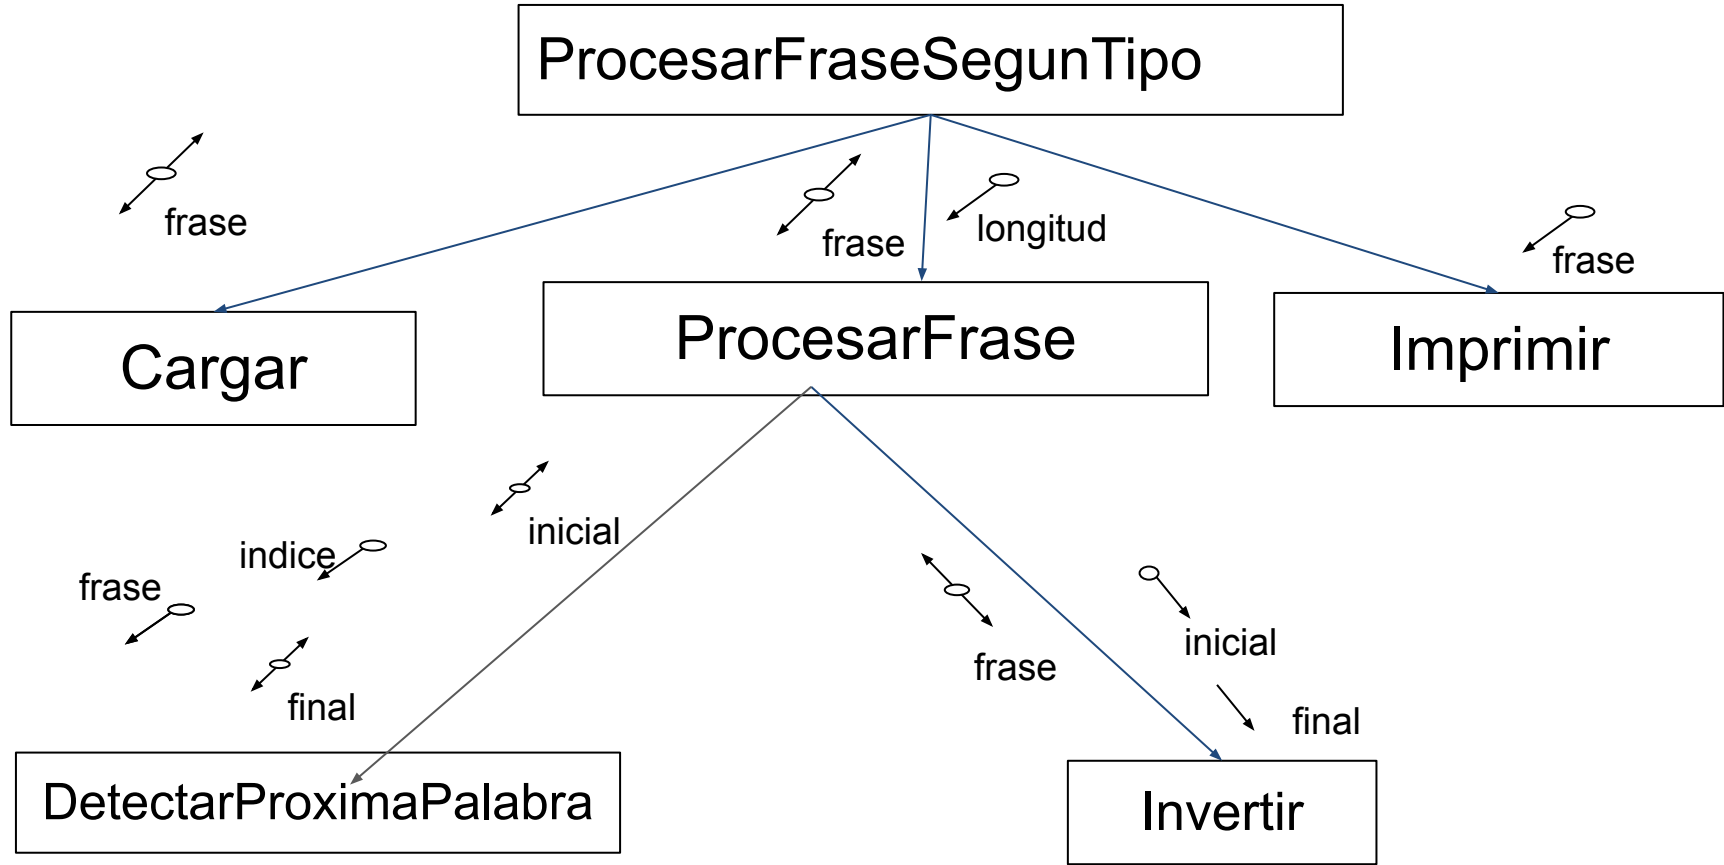 ProcesarFraseSegunTipo
frase
frase
longitud
frase
Cargar
ProcesarFrase
Imprimir
inicial
indice
frase
final
frase
inicial
final
DetectarProximaPalabra
Invertir